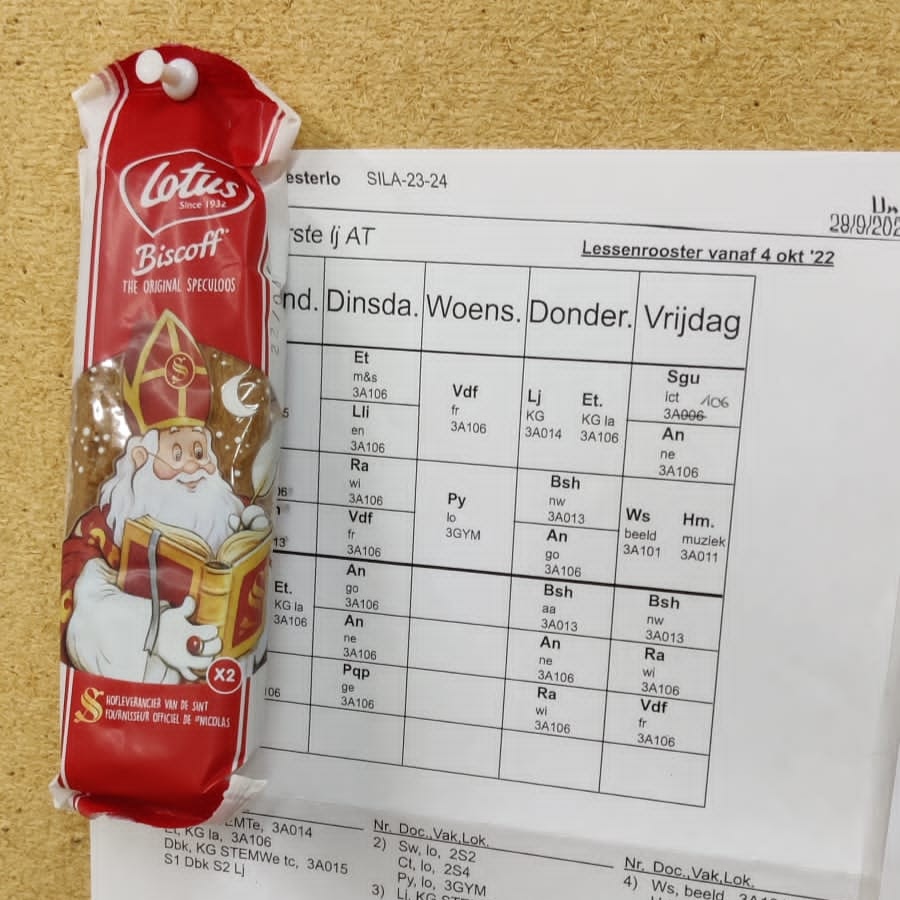 Lotus
Since 1932
Biscoff
THE ORIGINAL SPECULOOS
S
X2
S HOFLEVERANCIER VAN DE SINT
FOURNISSEUR OFFICIEL DE ST NICOLAS
esterlo SILA-23-24
28/9/202
rste lj AT
Lessenrooster vanaf 4 okt '22
nd. Dinsda. Woens. Donder. Vrijdag
Et
m&s
3A106
Lli
en
3A106
Ra
wi
3A106
Vdf
fr
3A106
An
go
3A106
An
ne
3A106
Pqp
ge
3A106
Et.
KG la
3A106
106
Vdf
fr
3A106
Py
lo
3GYM
Lj Et.
KG KG la
3A014 3A106
Bsh
nw
3A013
An
go
3A106
Bsh
aa
3A013
An
ne
3A106
Ra
wi
3A106
Sgu
ict 106
3A006
An
ne
3A106
Ws Hm.
beeld muziek
3A101 3A011
Bsh
nw
3A013
Ra
wi
3A106
Vdf
fr
3A106
EMTe, 3A014
Et, KG la, 3A106
Dbk, KG STEMWe tc, 3A015
S1 Dbk S2 Lj
Nr. Doc.,Vak,Lok.
2) Sw, lo, 2S2
Ct, lo, 2S4
Py, lo, 3GYM
3) Lj, KG
Nr. Doc.,Vak,Lok.
4) Ws, beeld